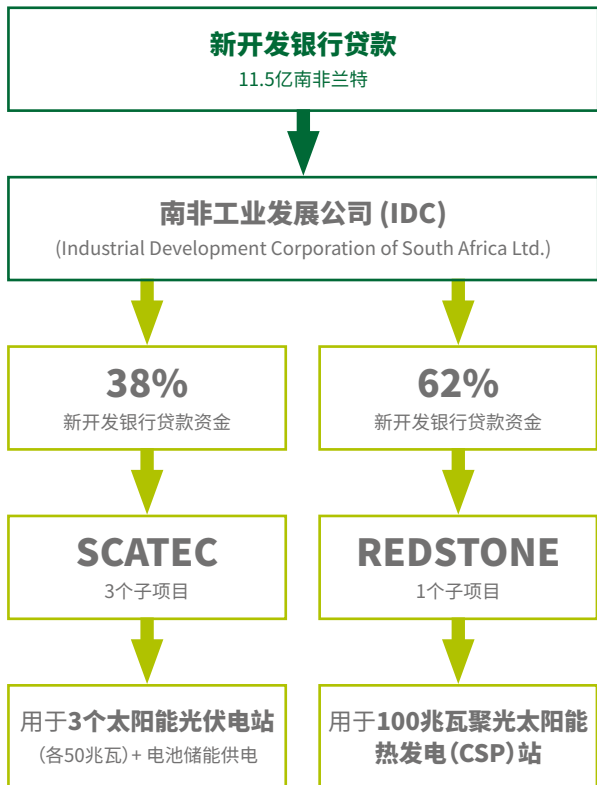 新开发银行贷款
11.5亿南非兰特
南非工业发展公司 (IDC)
(Industrial Development Corporation of South Africa Ltd.)
38%
新开发银行贷款资金
62%
新开发银行贷款资金
SCATEC
3个子项目
REDSTONE
1个子项目
用于3个太阳能光伏电站
(各50兆瓦)+ 电池储能供电
用于100兆瓦聚光太阳能
热发电(CSP)站